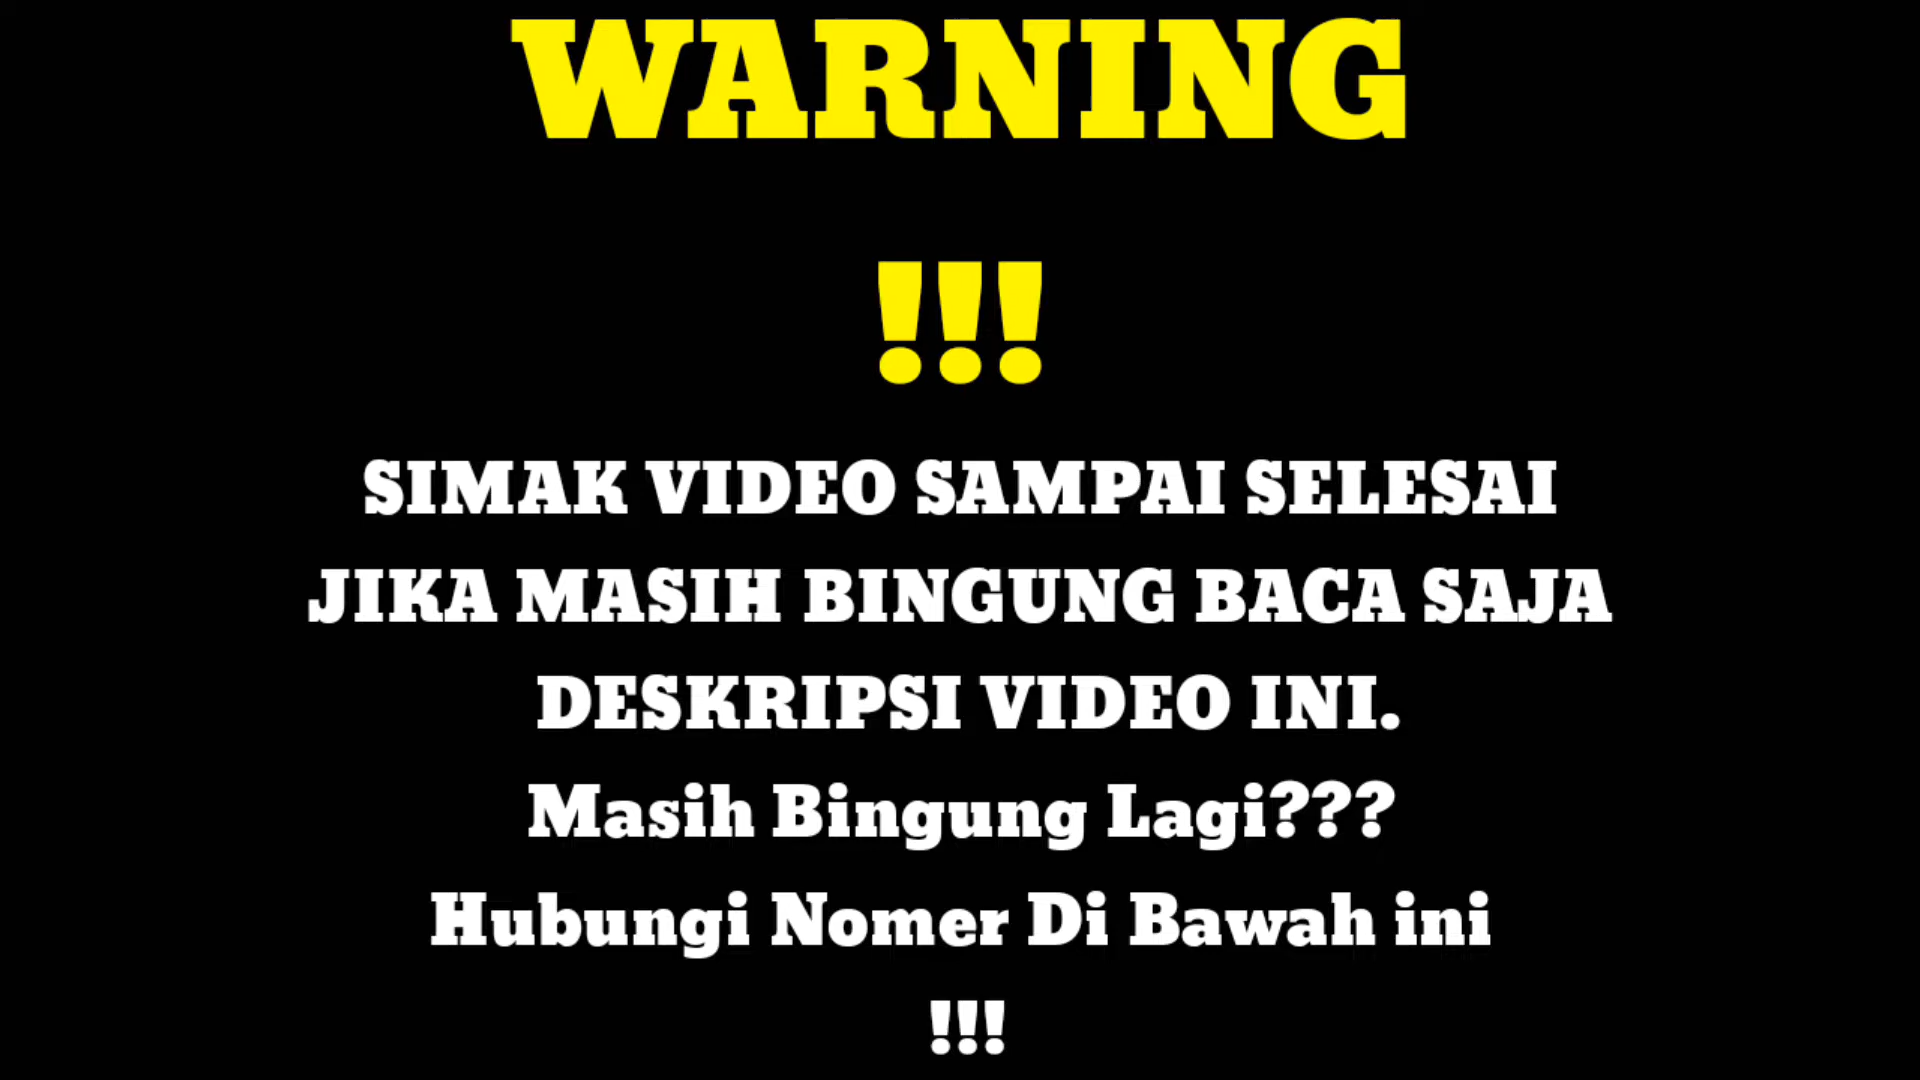 WARNING
!!!
SIMAK VIDEO SAMPAI SELESAI
JIKA MASIH BINGUNG BACA SAJA
DESKRIPSI VIDEO INI.
Masih Bingung Lagi???
Hubungi Nomer Di Bawah ini
!!!